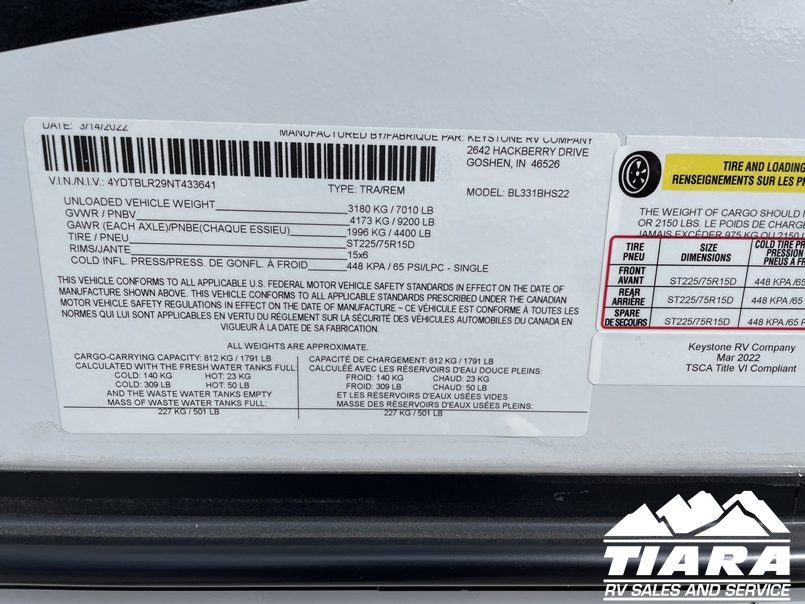 DATE: 3/14/2022
MANUFACTURED BY/FABRIQUE PAR: KEYSTONE RV COMPANY
2642 HACKBERRY DRIVE
GOSHEN, IN 46526
V.I.N./N.I.V.: 4YDTBLR29NT433641
TYPE: TRA/REM
MODEL: BL331BHS22
UNLOADED VEHICLE WEIGHT 3180 KG / 7010 LB
GVWR / PNBV 4173 KG / 9200 LB
GAWR (EACH AXLE)/PNBE(CHAQUE ESSIEU) 1996 KG / 4400 LB
TIRE / PNEU ST225/75R15D
RIMS/JANTE 15x6
COLD INFL. PRESS/PRESS. DE GONFL. À FROID 448 KPA / 65 PSI/LPC - SINGLE
THIS VEHICLE CONFORMS TO ALL APPLICABLE U.S. FEDERAL MOTOR VEHICLE SAFETY STANDARDS IN EFFECT ON THE DATE OF
MANUFACTURE SHOWN ABOVE. THIS VEHICLE CONFORMS TO ALL APPLICABLE STANDARDS PRESCRIBED UNDER THE CANADIAN
MOTOR VEHICLE SAFETY REGULATIONS IN EFFECT ON THE DATE OF MANUFACTURE ~ CE VÉHICULE EST CONFORME À TOUTES LES
NORMES QUI LUI SONT APPLICABLES EN VERTU DU RÈGLEMENT SUR LA SÉCURITÉ DES VÉHICULES AUTOMOBILES DU CANADA EN
VIGUEUR À LA DATE DE SA FABRICATION.
ALL WEIGHTS ARE APPROXIMATE.
CARGO-CARRYING CAPACITY: 812 KG / 1791 LB
CALCULATED WITH THE FRESH WATER TANKS FULL:
COLD: 140 KG HOT: 23 KG
COLD: 309 LB HOT: 50 LB
AND THE WASTE WATER TANKS EMPTY
MASS OF WASTE WATER TANKS FULL:
227 KG / 501 LB
CAPACITÉ DE CHARGEMENT: 812 KG / 1791 LB
CALCULÉE AVEC LES RÉSERVOIRS D'EAU DOUCE PLEINS:
FROID: 140 KG CHAUD: 23 KG
FROID: 309 LB CHAUD: 50 LB
ET LES RÉSERVOIRS D'EAUX USÉES VIDES
MASSE DES RÉSERVOIRS D'EAUX USÉES PLEINS:
227 KG / 501 LB
TIRE AND LOADING
RENSEIGNEMENTS SUR LES PN
THE WEIGHT OF CARGO SHOULD
OR 2150 LBS. LE POIDS DE CHARGE
JAMAIS EXCÉDER 975 KG OU 2150
TIRE PNEU SIZE DIMENSIONS COLD TIRE PR PRESSION PNEUS A FR
FRONT AVANT ST225/75R15D 448 KPA /65
REAR ARRIÈRE ST225/75R15D 448 KPA /65
SPARE DE SECOURS ST225/75R15D 448 KPA /65 P
Keystone RV Company
Mar 2022
TSCA Title VI Compliant
TIARA
RV SALES AND SERVICE